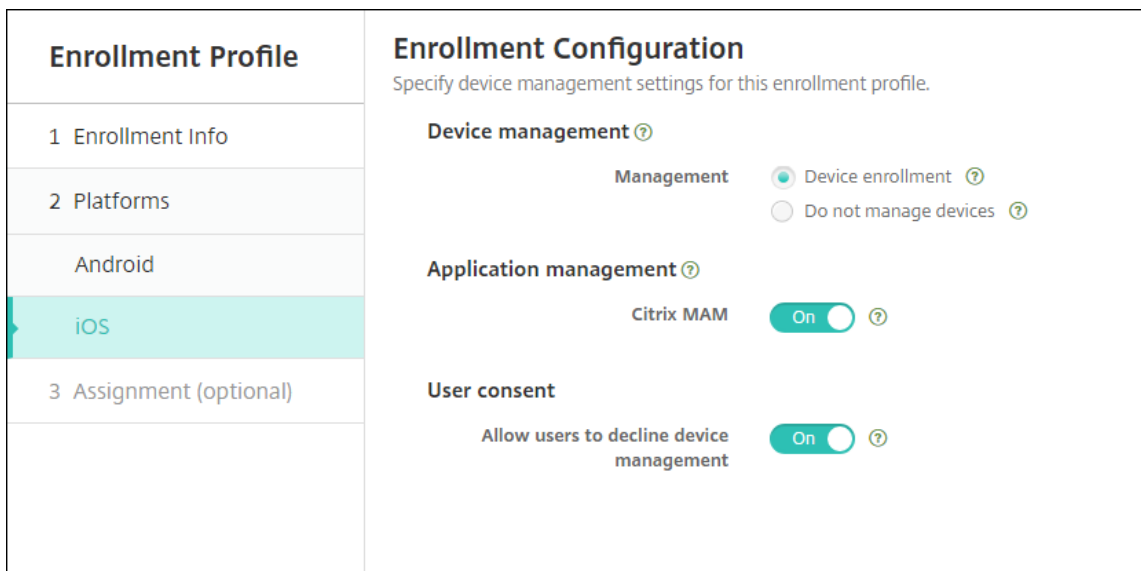 Enrollment Profile
1 Enrollment Info
2 Platforms
Android
iOS
3 Assignment (optional)
Enrollment Configuration
Specify device management settings for this enrollment profile.
Device management ?
Management
Device enrollment ?
Do not manage devices ?
Application management ?
Citrix MAM
On ?
User consent
Allow users to decline device
management
On ?